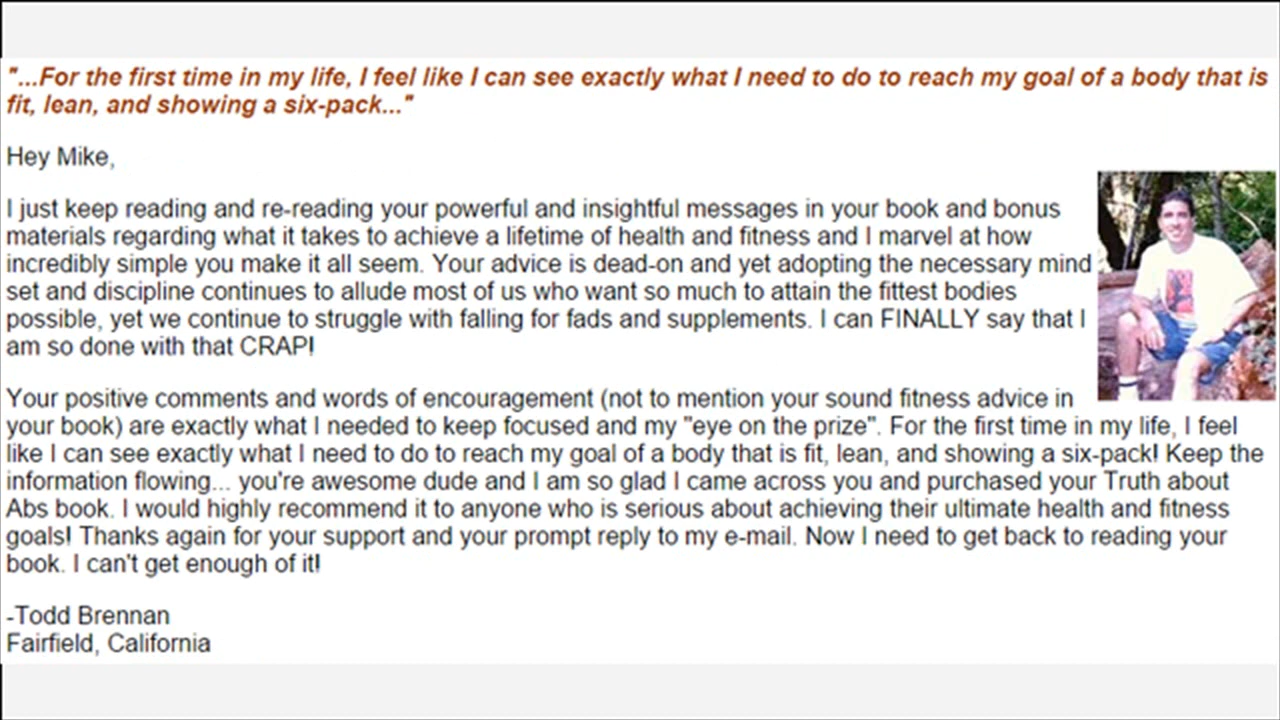 "...For the first time in my life, I feel like I can see exactly what I need to do to reach my goal of a body that is
fit, lean, and showing a six-pack..."
Hey Mike,
I just keep reading and re-reading your powerful and insightful messages in your book and bonus
materials regarding what it takes to achieve a lifetime of health and fitness and I marvel at how
incredibly simple you make it all seem. Your advice is dead-on and yet adopting the necessary mind
set and discipline continues to allude most of us who want so much to attain the fittest bodies
possible, yet we continue to struggle with falling for fads and supplements. I can FINALLY say that I
am so done with that CRAP!
Your positive comments and words of encouragement (not to mention your sound fitness advice in
your book) are exactly what I needed to keep focused and my "eye on the prize". For the first time in my life, I feel
like I can see exactly what I need to do to reach my goal of a body that is fit, lean, and showing a six-pack! Keep the
information flowing... you're awesome dude and I am so glad I came across you and purchased your Truth about
Abs book. I would highly recommend it to anyone who is serious about achieving their ultimate health and fitness
goals! Thanks again for your support and your prompt reply to my e-mail. Now I need to get back to reading your
book. I can't get enough of it!
-Todd Brennan
Fairfield, California